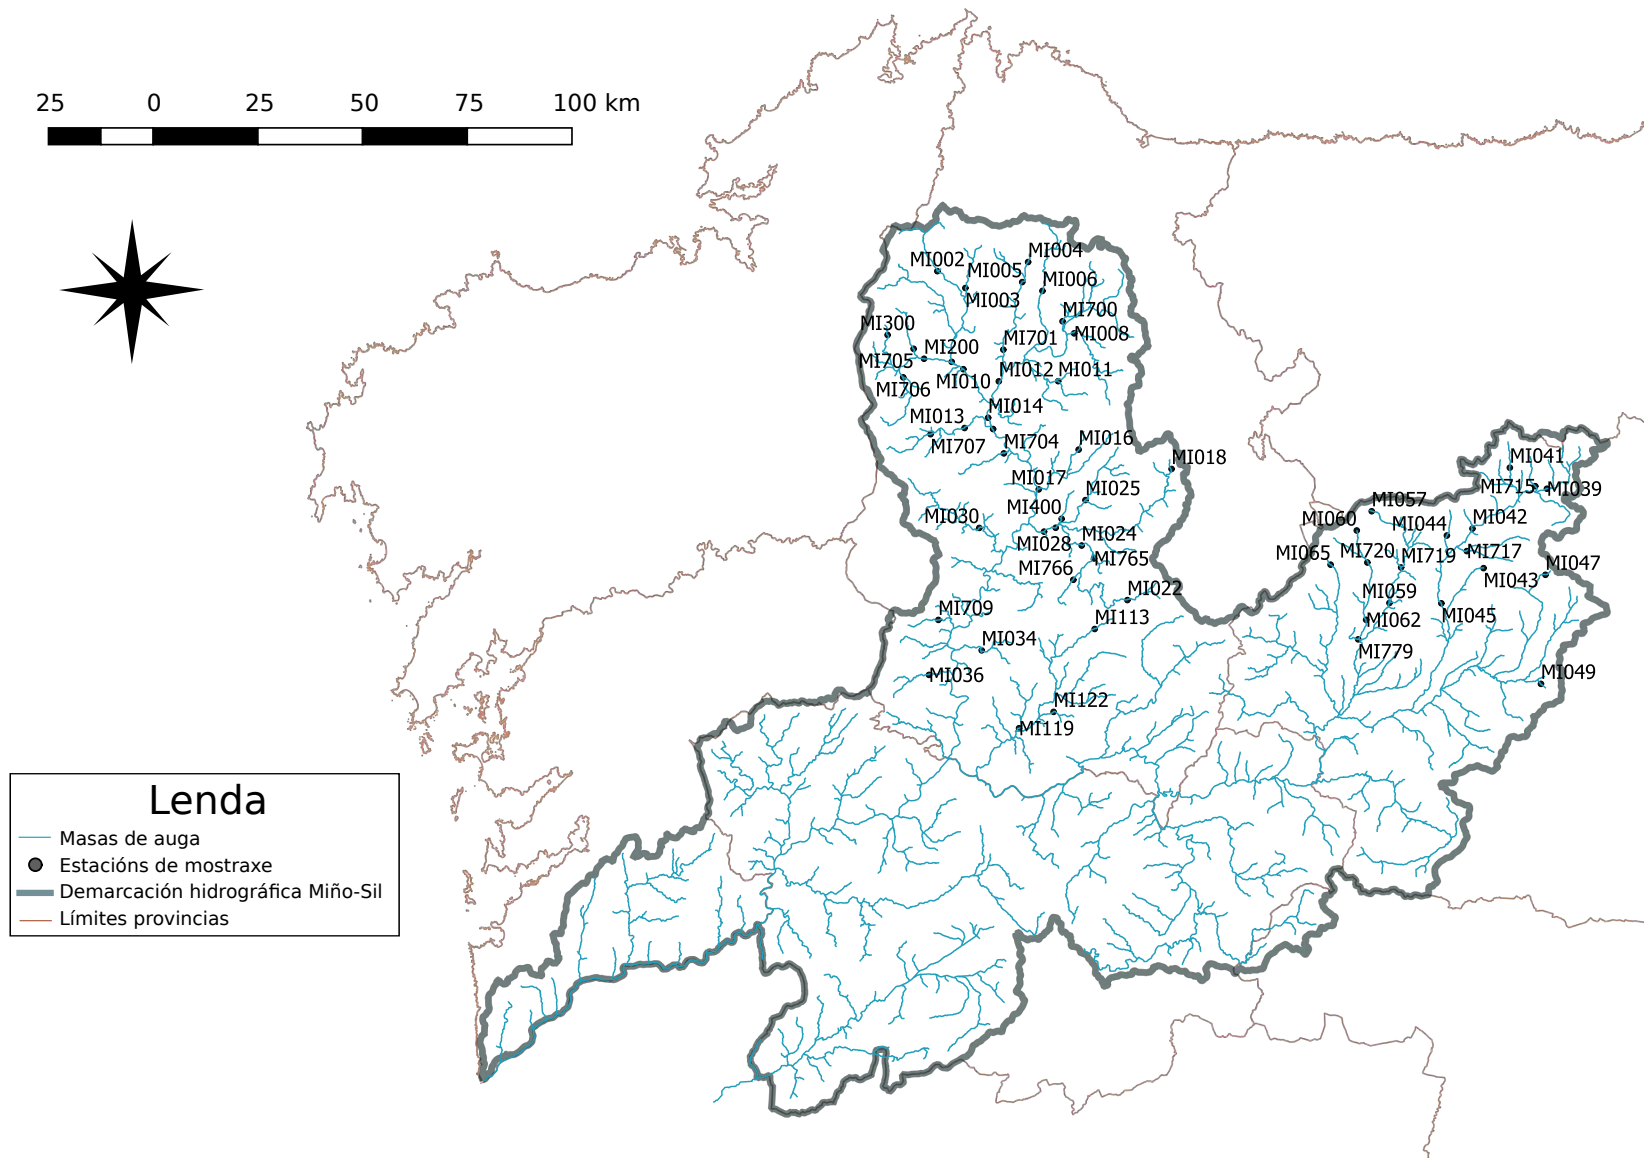 25 0 25 50 75 100 km
MI004
MI002
MI005
MI006
MI003
MI700
MI300
MI008
MI701
MI200
MI705
MI012
MI011
MI010
MI706
MI014
MI013
MI016
MI704
MI707
MI018
MI017
MI025
MI400
MI030
MI024
MI028
MI765
MI766
MI022
MI709
MI113
MI034
MI036
MI122
MI119
MI041
MI715
MI039
MI057
MI060
MI044
MI042
MI065
MI720
MI719
MI717
MI047
MI043
MI059
MI062
MI045
MI779
MI049
Lenda
Masas de auga
Estacións de mostraxe
Demarcación hidrográfica Miño-Sil
Límites provincias